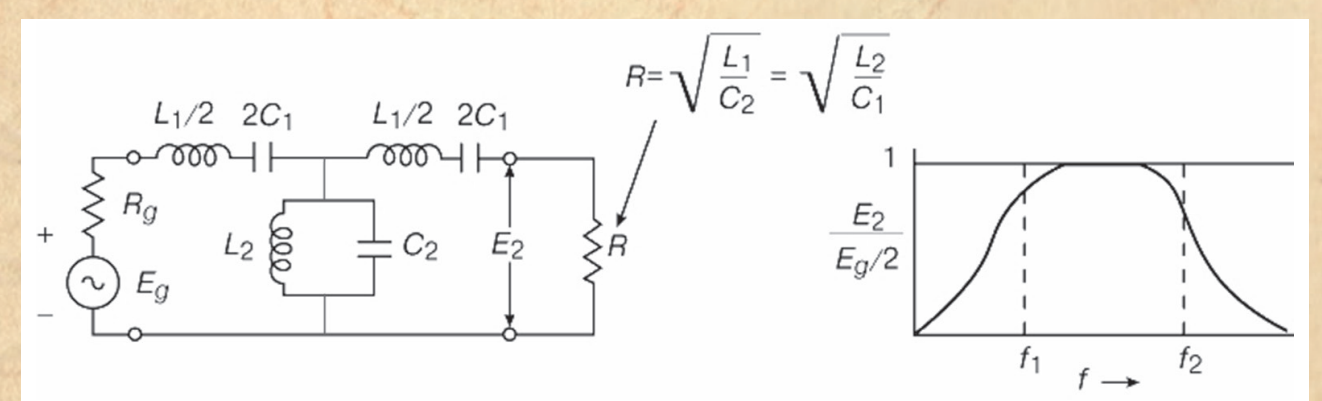 R= √ L1/C2 = √ L2/C1
L1/2 2C1 L1/2 2C1
Rg
+
Eg
–
L2
C2
E2
R
1
E2
Eg/2
f1
f2
f →